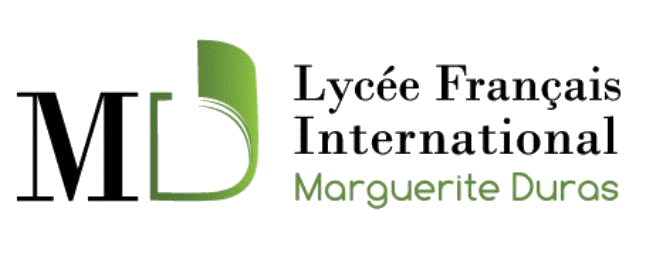 MD
Lycée Français
International
Marguerite Duras